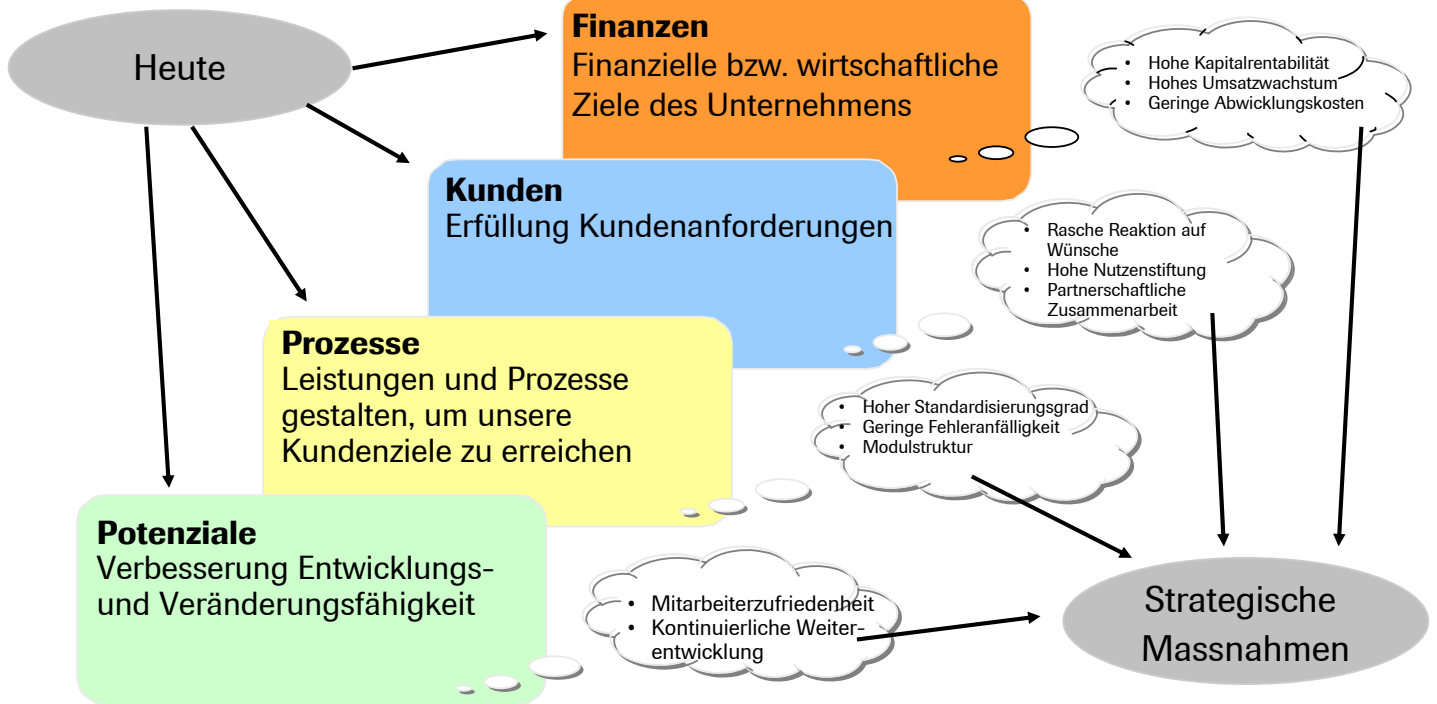 Heute
Finanzen
Finanzielle bzw. wirtschaftliche
Ziele des Unternehmens
• Hohe Kapitalrentabilität
• Hohes Umsatzwachstum
• Geringe Abwicklungskosten
Kunden
Erfüllung Kundenanforderungen
• Rasche Reaktion auf
Wünsche
• Hohe Nutzenstiftung
• Partnerschaftliche
Zusammenarbeit
Prozesse
Leistungen und Prozesse
gestalten, um unsere
Kundenziele zu erreichen
• Hoher Standardisierungsgrad
• Geringe Fehleranfälligkeit
• Modulstruktur
Potenziale
Verbesserung Entwicklungs-
und Veränderungsfähigkeit
• Mitarbeiterzufriedenheit
• Kontinuierliche Weiter-
entwicklung
Strategische
Massnahmen